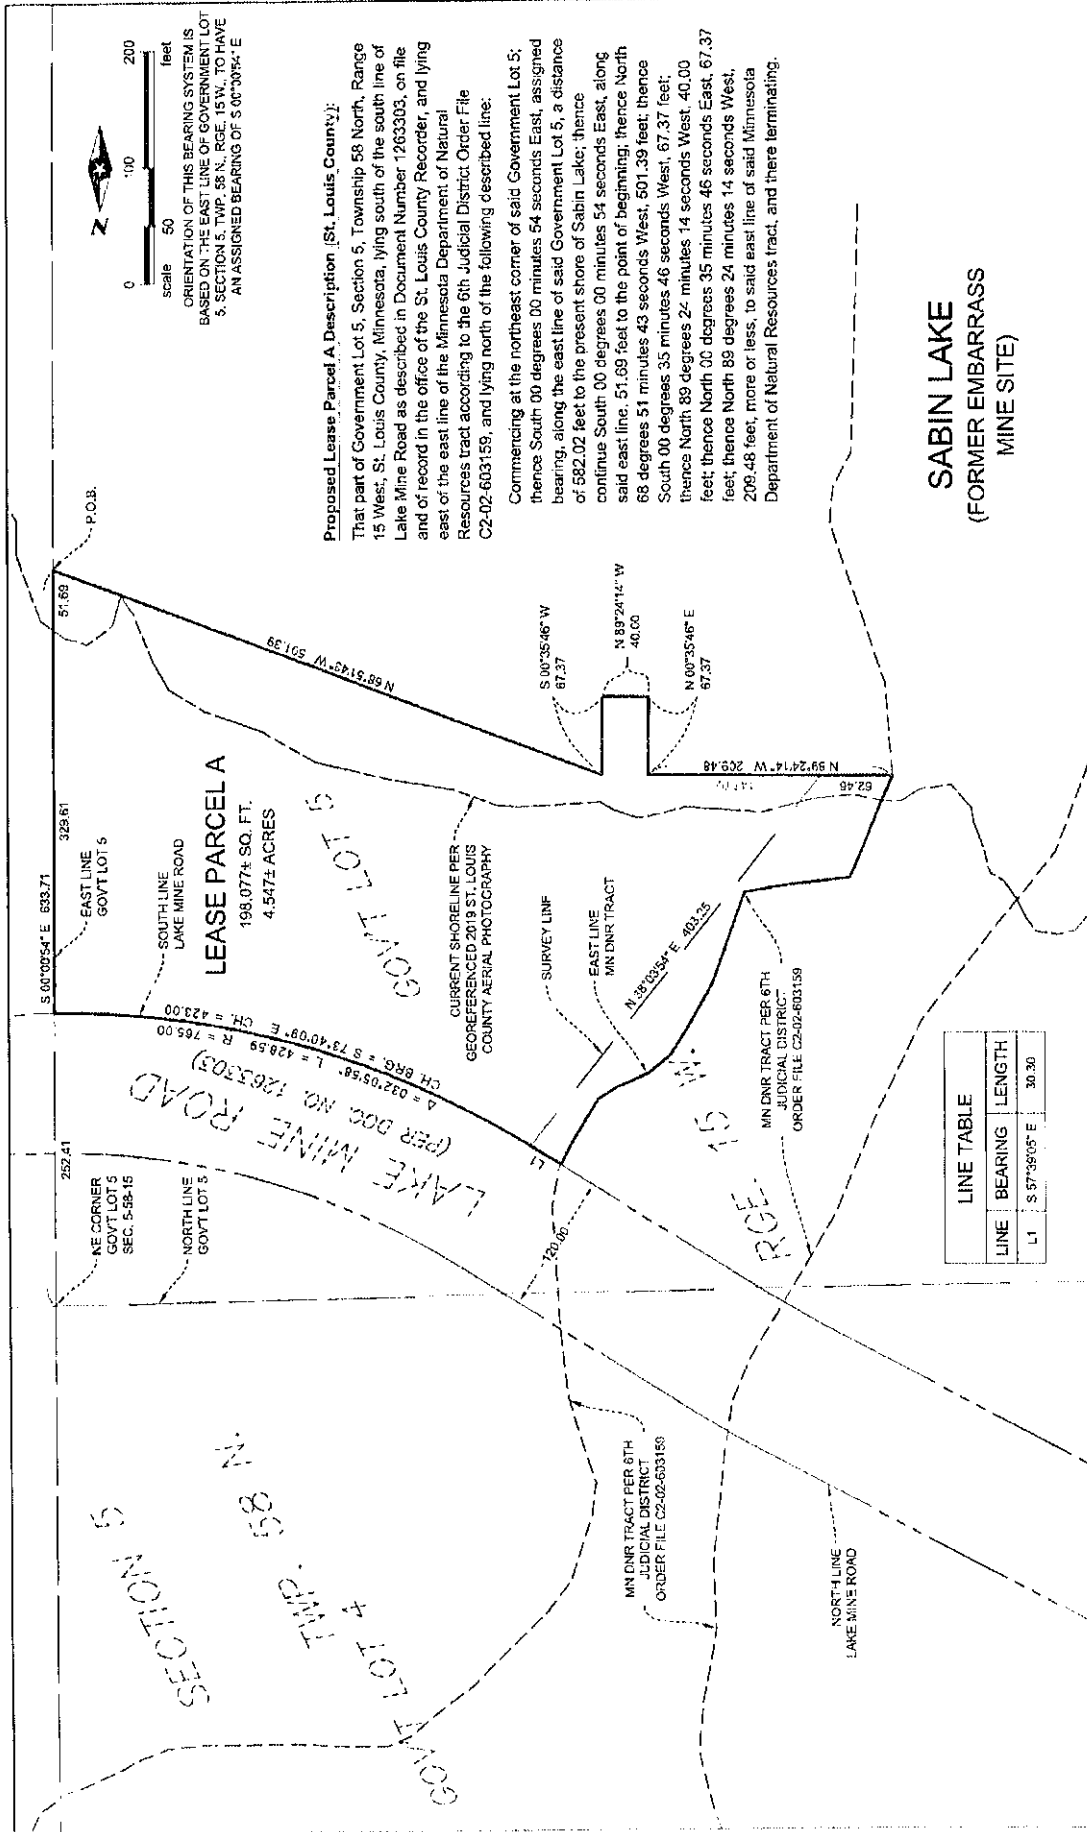 SECTION 5
TWP. 58 N.
GOVT LOT 4
NE CORNER
GOV'T LOT 5
SEC. 5-58-15
NORTH LINE
GOV'T LOT 5
252.41
S 00°00'54" E 633.71
EAST LINE
GOV'T LOT 5
329.61
51.69
P.O.B.
SOUTH LINE
LAKE MINE ROAD
LEASE PARCEL A
198,077± SQ. FT.
4.547± ACRES
GOVT LOT 5
LAKE MINE ROAD
(PER DOC. NO. 1263303)
Δ = 032°05'58" L = 428.59 R = 765.00
CH. BRG. = S 73°40'09" E CH. = 423.00
N 68°51'43" W 501.39
CURRENT SHORELINE PER
GEOREFERENCED 2019 ST. LOUIS
COUNTY AERIAL PHOTOGRAPHY
L1
120.00
SURVEY LINE
EAST LINE
MN DNR TRACT
N 38°03'54" E 403.25
S 00°35'46" W
67.37
N 89°24'14" W
40.00
N 00°35'46" E
67.37
N 89°24'14" W 209.48
62.46
RGE. 15 W.
MN DNR TRACT PER 6TH
JUDICIAL DISTRICT
ORDER FILE C2-02-603159
MN DNR TRACT PER 6TH
JUDICIAL DISTRICT
ORDER FILE C2-02-603159
NORTH LINE
LAKE MINE ROAD
LINE TABLE
LINE BEARING LENGTH
L1 S 57°39'05" E 30.30
Z
0 100 200
scale 50 feet
ORIENTATION OF THIS BEARING SYSTEM IS
BASED ON THE EAST LINE OF GOVERNMENT LOT
5, SECTION 5, TWP. 58 N., RGE. 15 W., TO HAVE
AN ASSIGNED BEARING OF S 00°00'54" E
Proposed Lease Parcel A Description (St. Louis County):
That part of Government Lot 5, Section 5, Township 58 North, Range
15 West, St. Louis County, Minnesota, lying south of the south line of
Lake Mine Road as described in Document Number 1263303, on file
and of record in the office of the St. Louis County Recorder, and lying
east of the east line of the Minnesota Department of Natural
Resources tract according to the 6th Judicial District Order File
C2-02-603159, and lying north of the following described line:
Commencing at the northeast corner of said Government Lot 5;
thence South 00 degrees 00 minutes 54 seconds East, assigned
bearing, along the east line of said Government Lot 5, a distance
of 582.02 feet to the present shore of Sabin Lake; thence
continue South 00 degrees 00 minutes 54 seconds East, along
said east line, 51.69 feet to the point of beginning; thence North
68 degrees 51 minutes 43 seconds West, 501.39 feet; thence
South 00 degrees 35 minutes 46 seconds West, 67.37 feet;
thence North 89 degrees 24 minutes 14 seconds West, 40.00
feet; thence North 00 degrees 35 minutes 46 seconds East, 67.37
feet; thence North 89 degrees 24 minutes 14 seconds West,
209.48 feet, more or less, to said east line of said Minnesota
Department of Natural Resources tract, and there terminating.
SABIN LAKE
(FORMER EMBARRASS
MINE SITE)